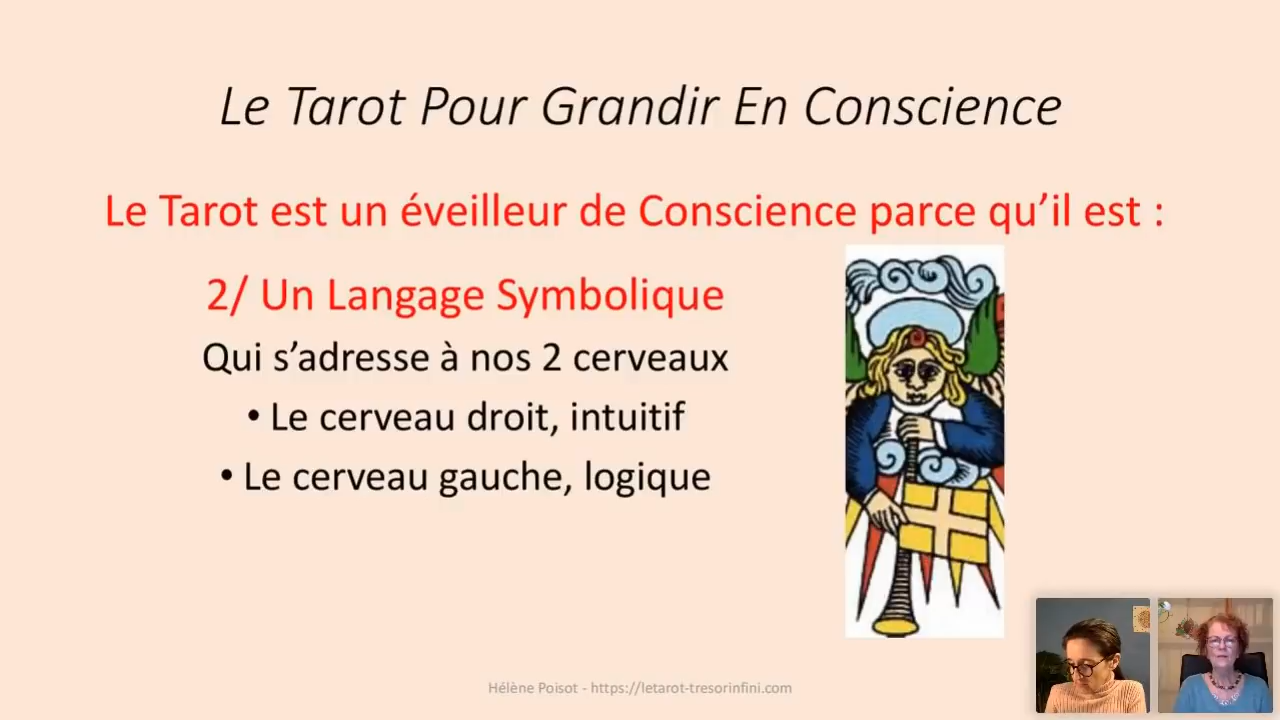 Le Tarot Pour Grandir En Conscience
Le Tarot est un éveilleur de Conscience parce qu’il est :
2/ Un Langage Symbolique
Qui s’adresse à nos 2 cerveaux
• Le cerveau droit, intuitif
• Le cerveau gauche, logique
Hélène Poisot - https://letarot-tresorinfini.com